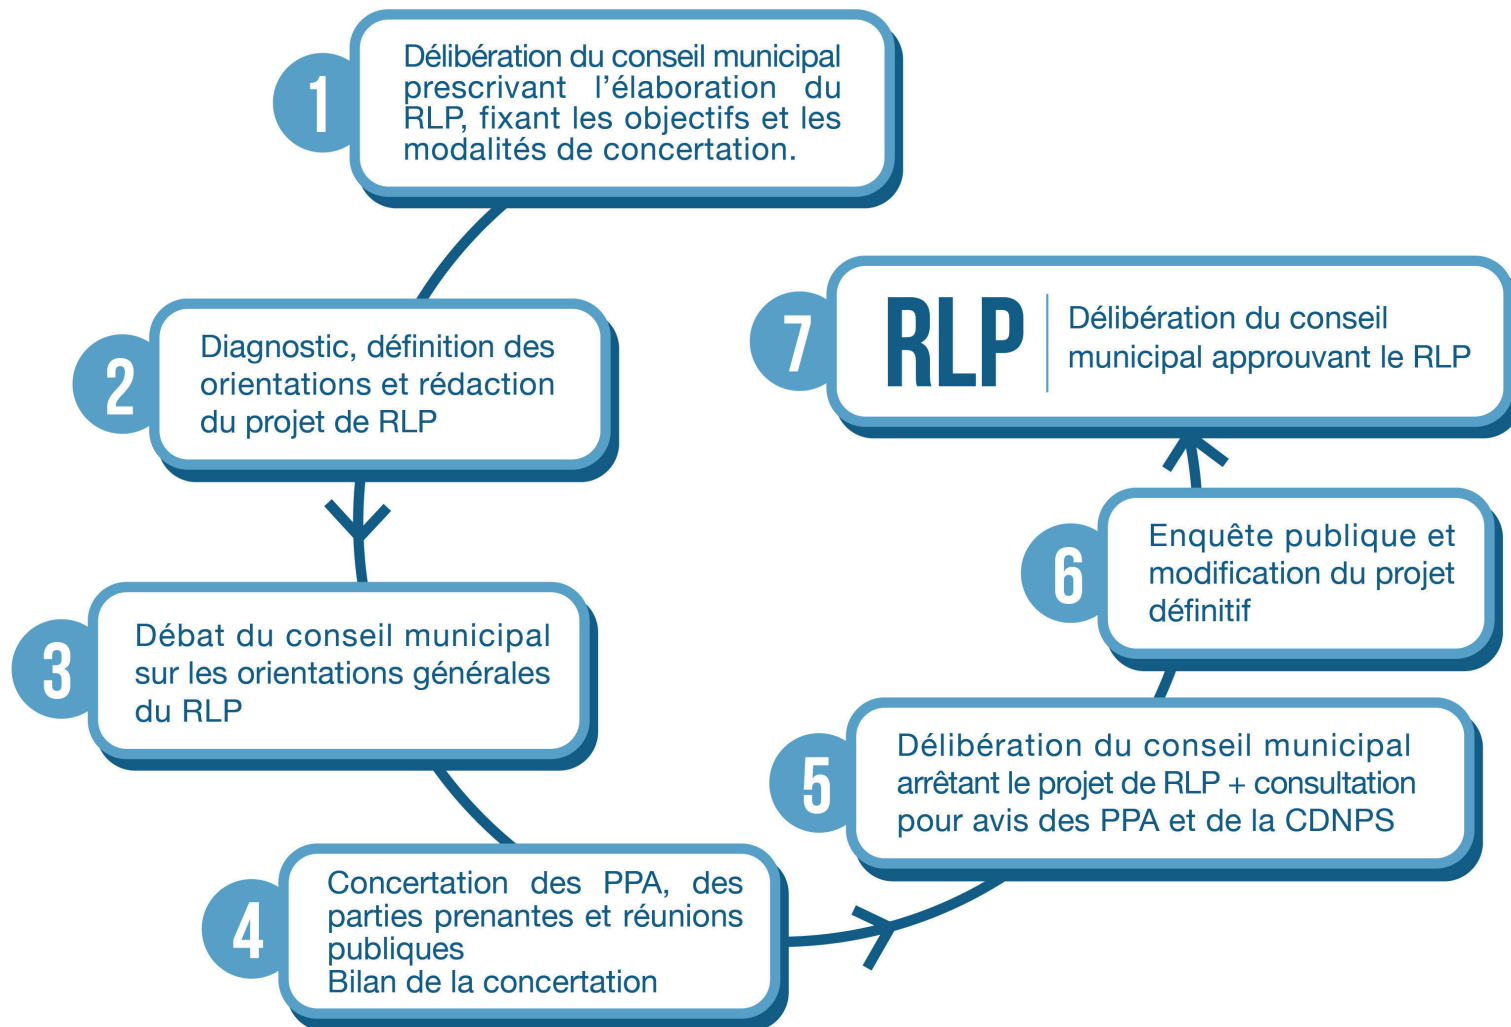 1
Délibération du conseil municipal
prescrivant l’élaboration du
RLP, fixant les objectifs et les
modalités de concertation.
2
Diagnostic, définition des
orientations et rédaction
du projet de RLP
3
Débat du conseil municipal
sur les orientations générales
du RLP
4
Concertation des PPA, des
parties prenantes et réunions
publiques
Bilan de la concertation
5
Délibération du conseil municipal
arrêtant le projet de RLP + consultation
pour avis des PPA et de la CDNPS
6
Enquête publique et
modification du projet
définitif
7
RLP
Délibération du conseil
municipal approuvant le RLP